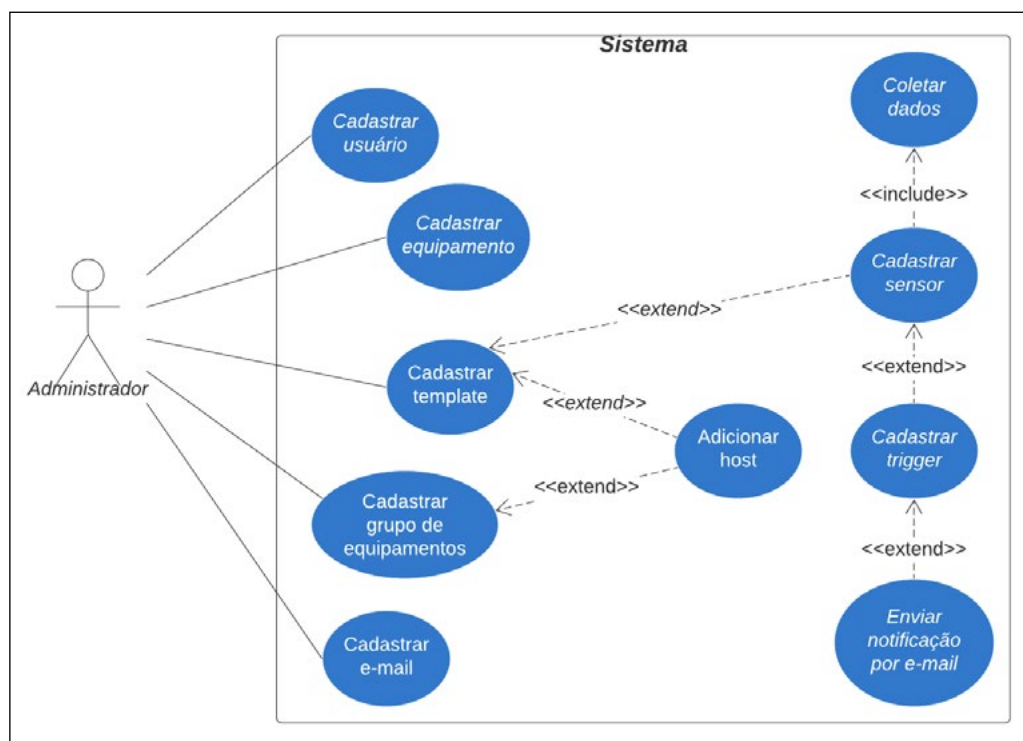 Sistema
Coletar
dados
Cadastrar
usuário
<<include>>
Cadastrar
equipamento
Cadastrar
sensor
<<extend>>
Administrador
Cadastrar
template
<<extend>>
<<extend>>
Adicionar
host
Cadastrar
trigger
<<extend>>
Cadastrar
grupo de
equipamentos
<<extend>>
Cadastrar
e-mail
Enviar
notificação
por e-mail